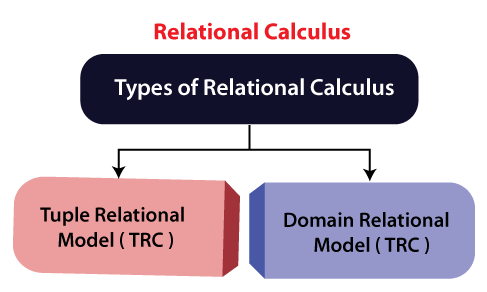 Relational Calculus
Types of Relational Calculus
Tuple Relational
Model ( TRC )
Domain Relational
Model ( TRC )